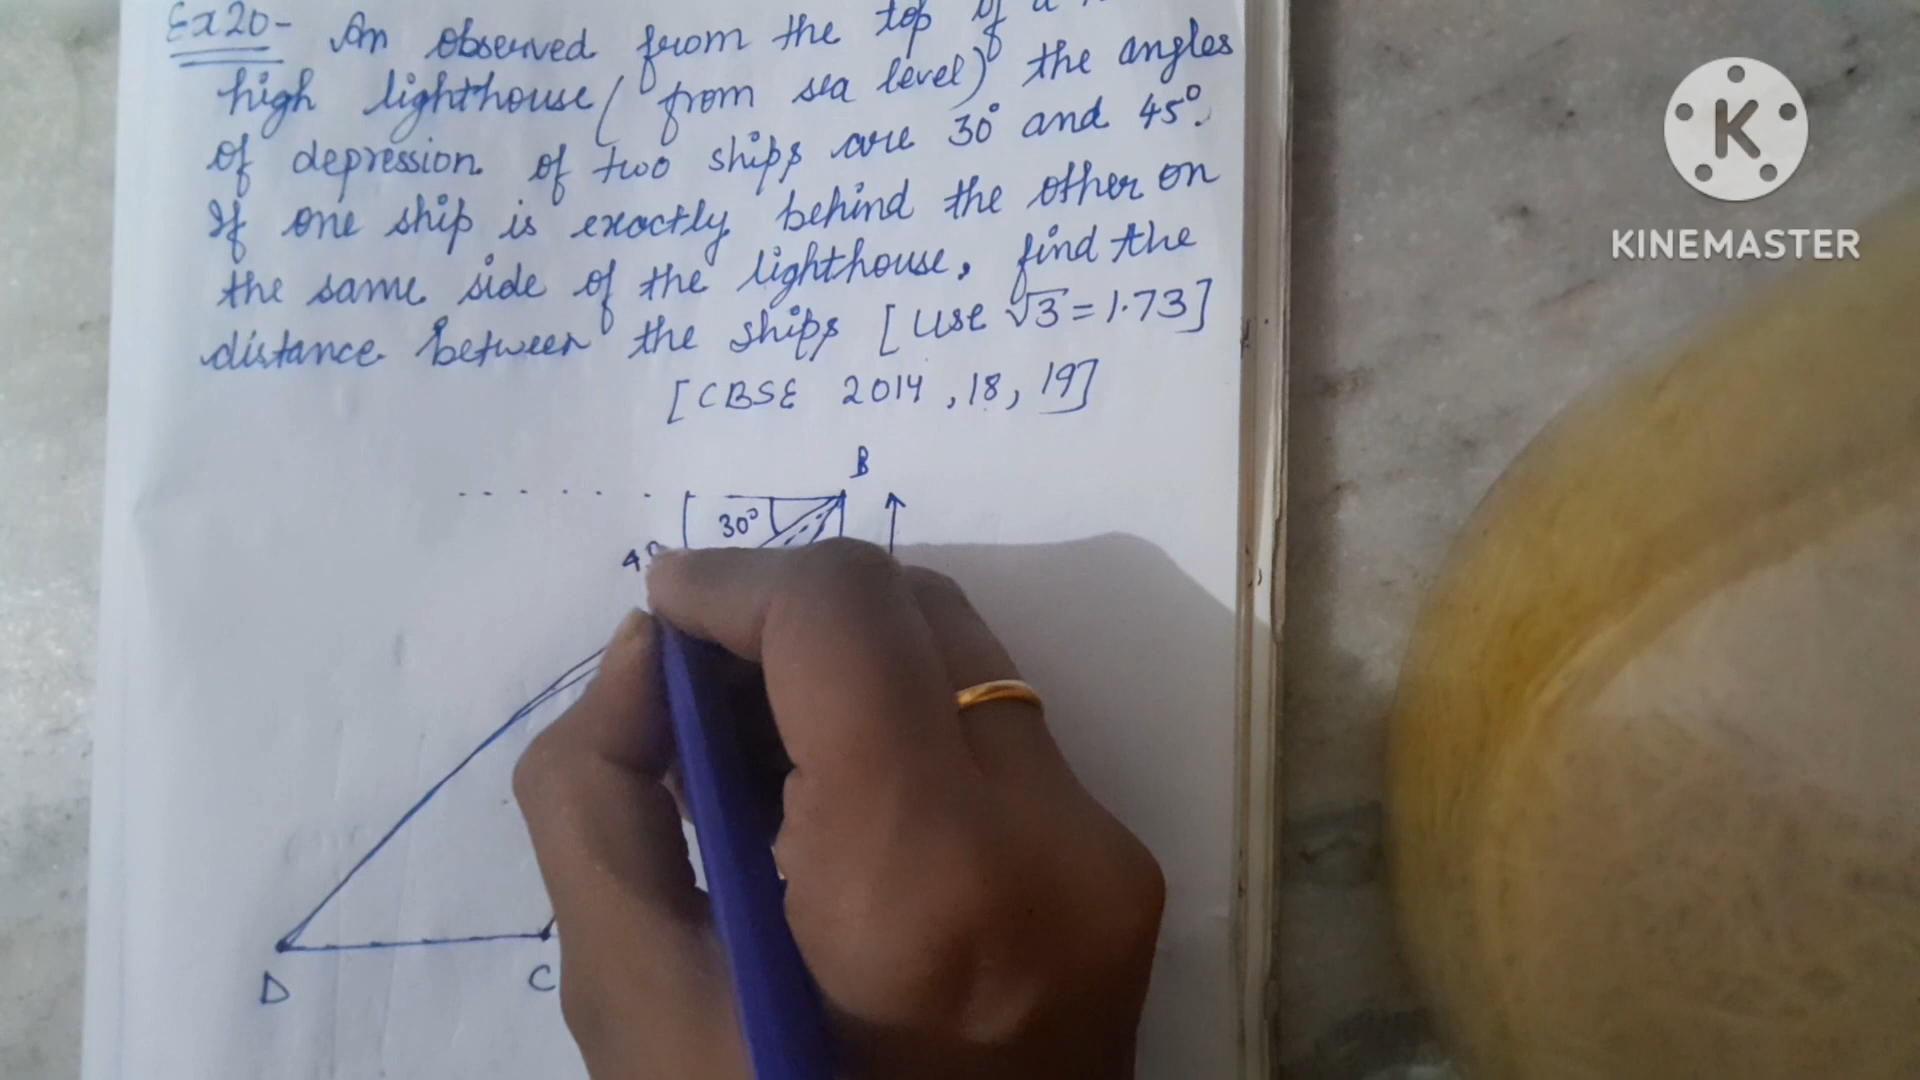 Ex20- An observed from the top of a
high lighthouse (from sea level) the angles
of depression of two ships are 30° and 45°.
If one ship is exactly behind the other on
the same side of the lighthouse, find the
distance between the ships [Use √3 = 1.73]
[CBSE 2014, 18, 19]
B
30°
D
C
K
KINEMASTER